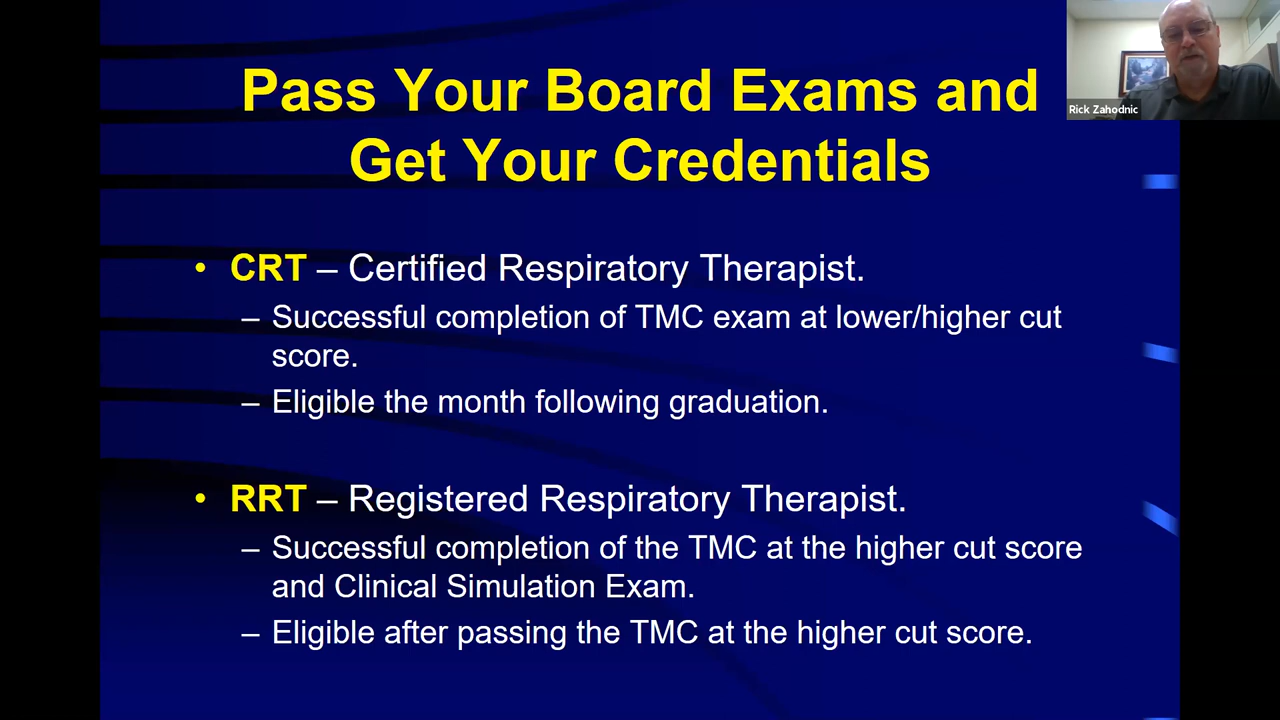 Pass Your Board Exams and
Get Your Credentials
Rick Zahodnic
• CRT – Certified Respiratory Therapist.
– Successful completion of TMC exam at lower/higher cut
score.
– Eligible the month following graduation.
• RRT – Registered Respiratory Therapist.
– Successful completion of the TMC at the higher cut score
and Clinical Simulation Exam.
– Eligible after passing the TMC at the higher cut score.